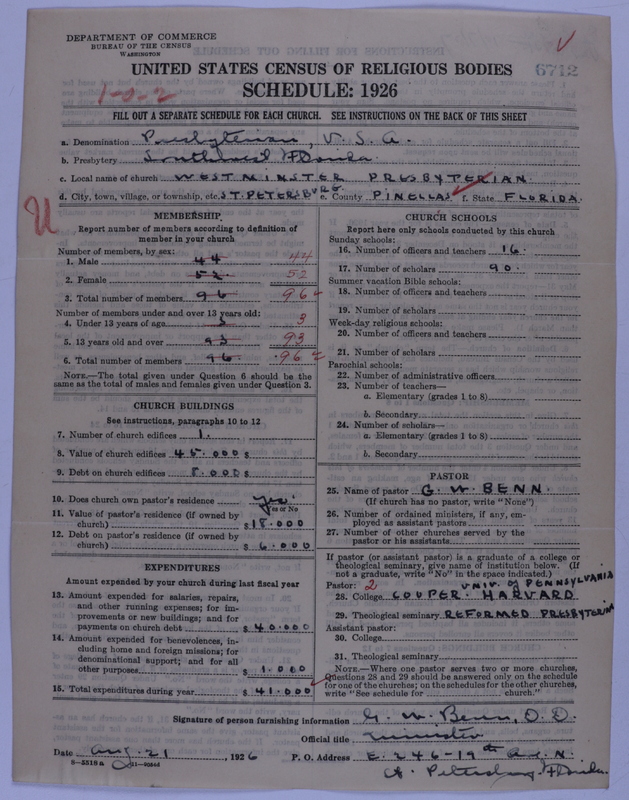 DEPARTMENT OF COMMERCE
BUREAU OF THE CENSUS
WASHINGTON
UNITED STATES CENSUS OF RELIGIOUS BODIES
6712
SCHEDULE: 1926
1-0-2
FILL OUT A SEPARATE SCHEDULE FOR EACH CHURCH. SEE INSTRUCTIONS ON THE BACK OF THIS SHEET
a. Denomination Presbyterian, U.S.A.
b. Presbytery Southwest Florida
c. Local name of church WESTMINSTER PRESBYTERIAN
d. City, town, village, or township, etc. ST. PETERSBURG e. County PINELLAS f. State FLORIDA
U
MEMBERSHIP
Report number of members according to definition of
member in your church
Number of members, by sex:
1. Male 44 44
2. Female 52 52
3. Total number of members 96 96
Number of members under and over 13 years old:
4. Under 13 years of age 3 3
5. 13 years old and over 93 93
6. Total number of members 96 96
NOTE.—The total given under Question 6 should be the
same as the total of males and females given under Question 3.
CHURCH BUILDINGS
See instructions, paragraphs 10 to 12
7. Number of church edifices 1.
8. Value of church edifices 45.000 $
9. Debt on church edifices 8.000 $
10. Does church own pastor's residence yes
Yes or No
11. Value of pastor's residence (if owned by
church) $ 18.000
12. Debt on pastor's residence (if owned by
church) $ 6.000
EXPENDITURES
Amount expended by your church during last fiscal year
13. Amount expended for salaries, repairs,
and other running expenses; for im-
provements or new buildings; and for
payments on church debt $ 40.000
14. Amount expended for benevolences, in-
cluding home and foreign missions; for
denominational support; and for all
other purposes $ 1.000
15. Total expenditures during year $ 41.000
CHURCH SCHOOLS
Report here only schools conducted by this church
Sunday schools:
16. Number of officers and teachers 16.
17. Number of scholars 90.
Summer vacation Bible schools:
18. Number of officers and teachers
19. Number of scholars
Week-day religious schools:
20. Number of officers and teachers
21. Number of scholars
Parochial schools:
22. Number of administrative officers
23. Number of teachers—
a. Elementary (grades 1 to 8)
b. Secondary
24. Number of scholars—
a. Elementary (grades 1 to 8)
b. Secondary
PASTOR
25. Name of pastor G. W. BENN.
(If church has no pastor, write "None")
26. Number of ordained ministers, if any, em-
ployed as assistant pastors
27. Number of other churches served by the
pastor or his assistants
If pastor (or assistant pastor) is a graduate of a college or
theological seminary, give name of institution below. (If
not a graduate, write "No" in the space indicated.)
Pastor: 2 UNIV. OF PENNSYLVANIA
28. College COOPER. HARVARD
29. Theological seminary REFORMED PRESBYTERIAN
Assistant pastor:
30. College
31. Theological seminary
NOTE.—Where one pastor serves two or more churches,
Questions 28 and 29 should be answered only on the schedule
for one of the churches; on the schedules for the other churches,
write "See schedule for church."
Signature of person furnishing information G. W. Benn, D.D.
Official title Minister
Date Aug. 21, 1926 P. O. Address E. 246-19th Ave. N.
8-5518a
St. Petersburg, Florida.